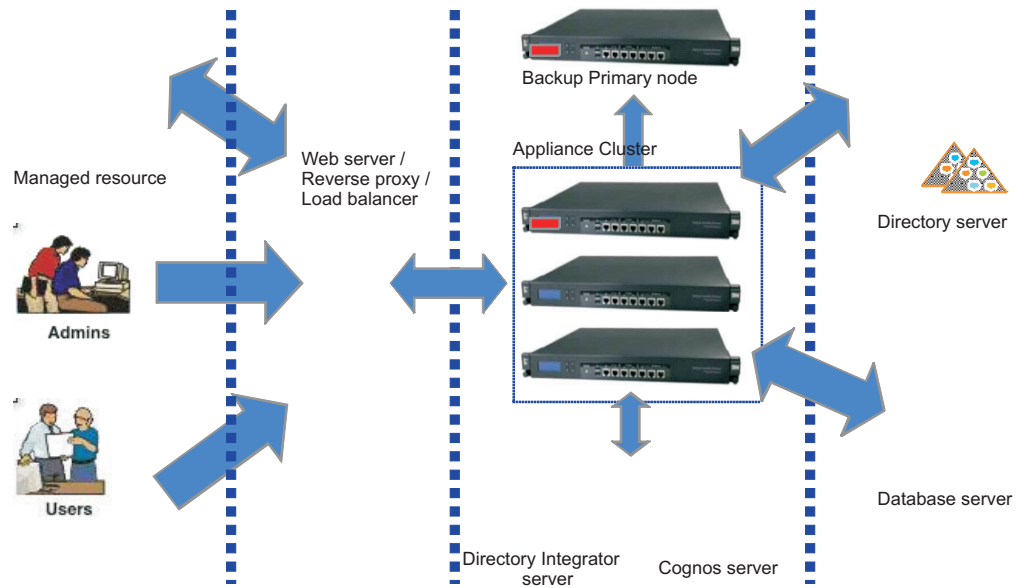 Backup Primary node
Appliance Cluster
Web server /
Reverse proxy /
Load balancer
Managed resource
Directory server
Admins
Users
Database server
Directory Integrator
server
Cognos server